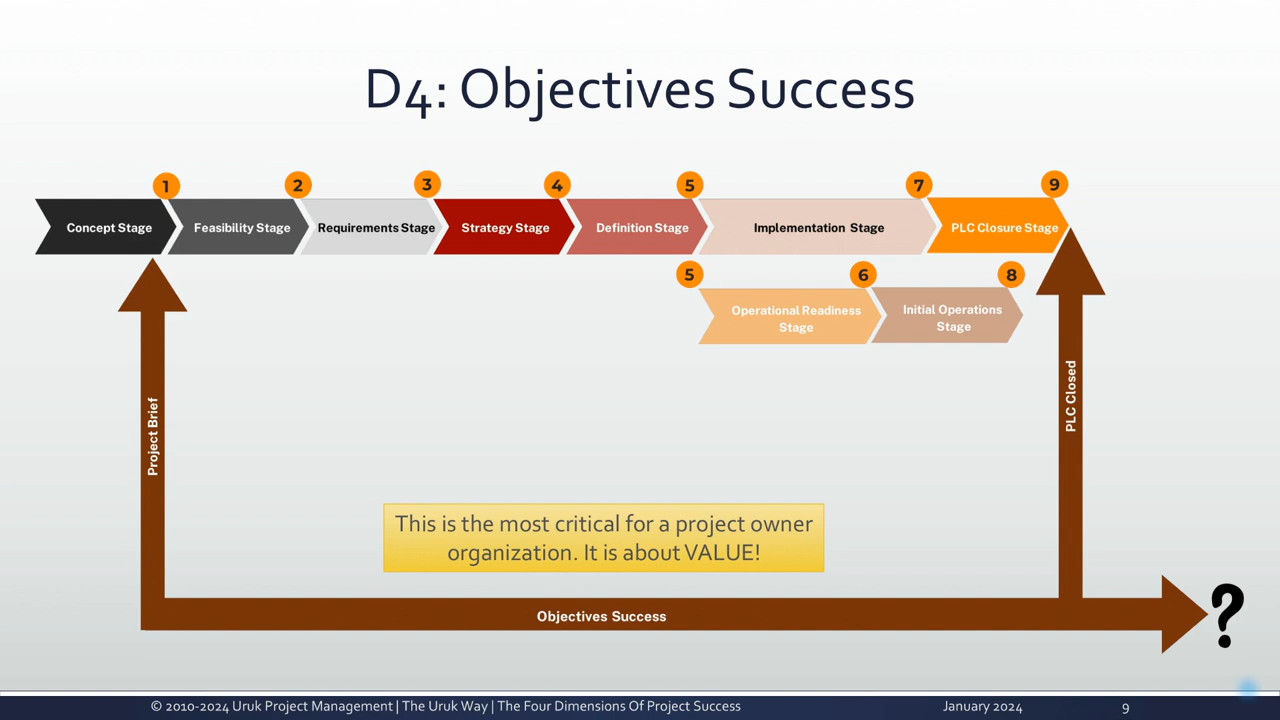 D4: Objectives Success
1
2
3
4
5
7
9
Concept Stage
Feasibility Stage
Requirements Stage
Strategy Stage
Definition Stage
Implementation Stage
PLC Closure Stage
5
6
8
Operational Readiness
Stage
Initial Operations
Stage
Project Brief
PLC Closed
This is the most critical for a project owner
organization. It is about VALUE!
Objectives Success
?
© 2010-2024 Uruk Project Management | The Uruk Way | The Four Dimensions Of Project Success
January 2024
9